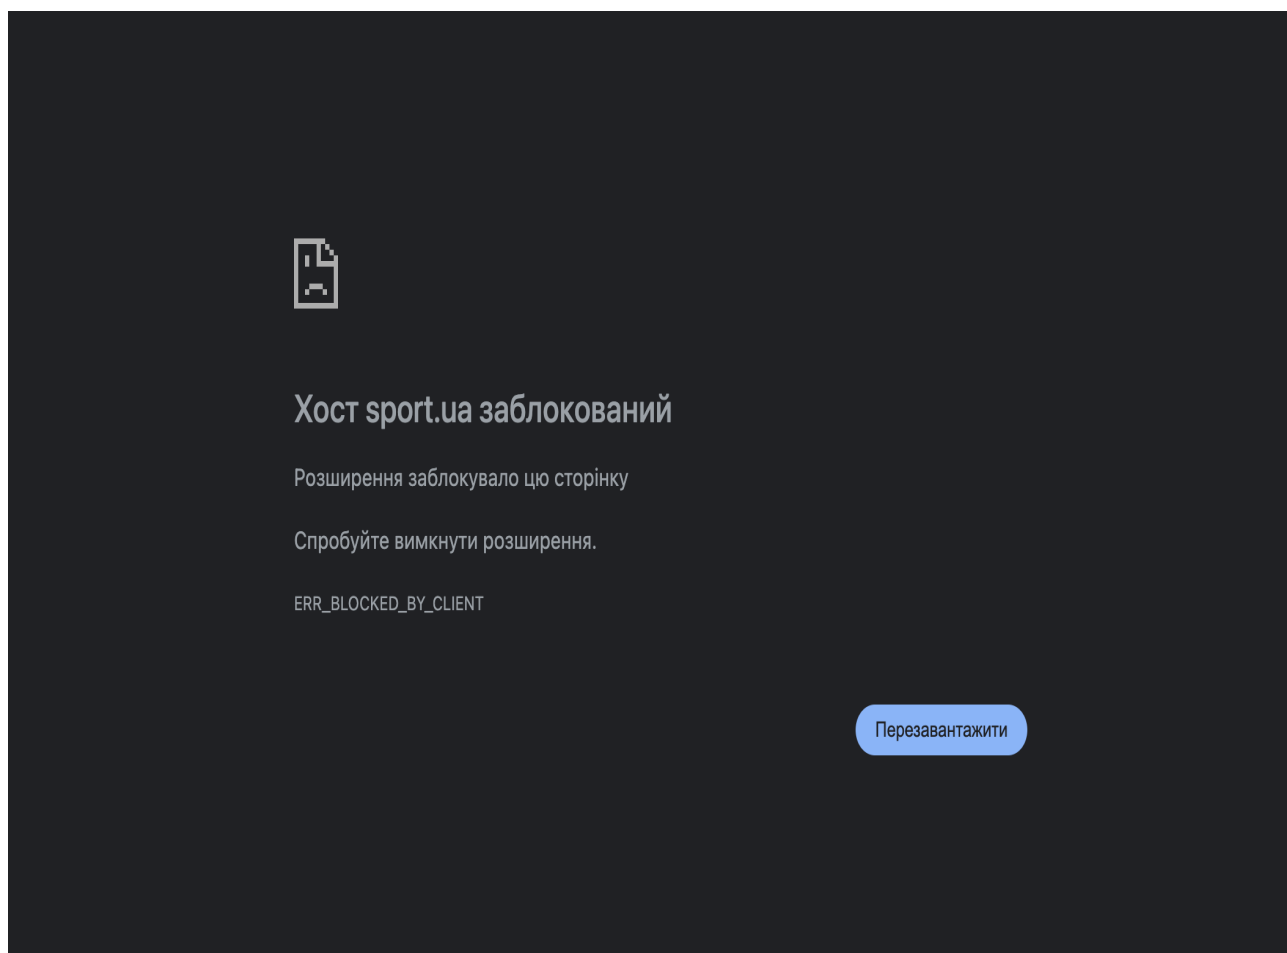 Хост sport.ua заблокований
Розширення заблокувало цю сторінку
Спробуйте вимкнути розширення.
ERR_BLOCKED_BY_CLIENT
Перезавантажити